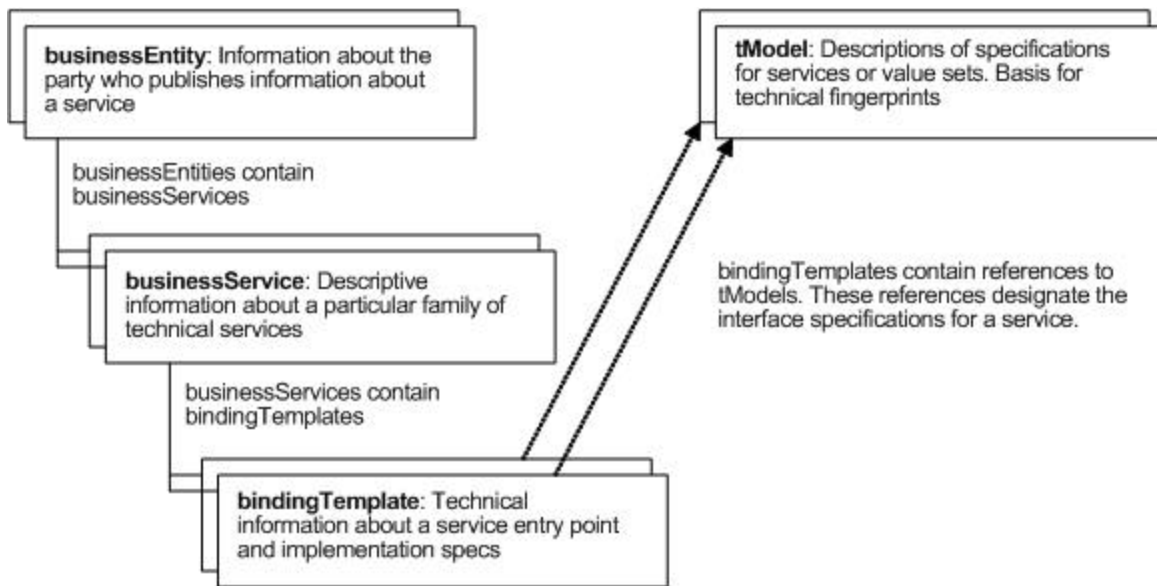 businessEntity: Information about the
party who publishes information about
a service
tModel: Descriptions of specifications
for services or value sets. Basis for
technical fingerprints
businessEntities contain
businessServices
businessService: Descriptive
information about a particular family of
technical services
bindingTemplates contain references to
tModels. These references designate the
interface specifications for a service.
businessServices contain
bindingTemplates
bindingTemplate: Technical
information about a service entry point
and implementation specs